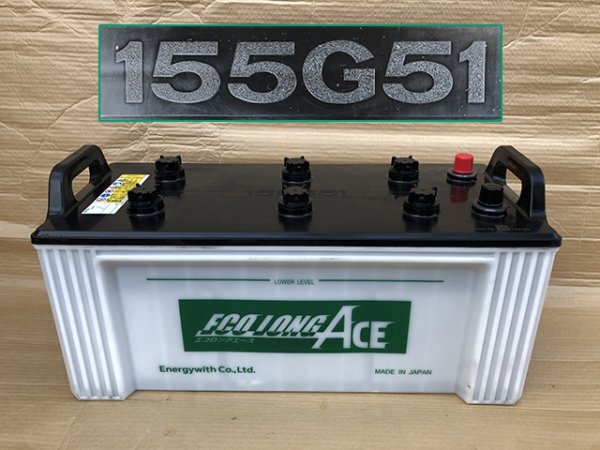 155G51
155G51
LOWER LEVEL
ECO LONG ACE
エコロングエース
Energywith Co., Ltd.
MADE IN JAPAN